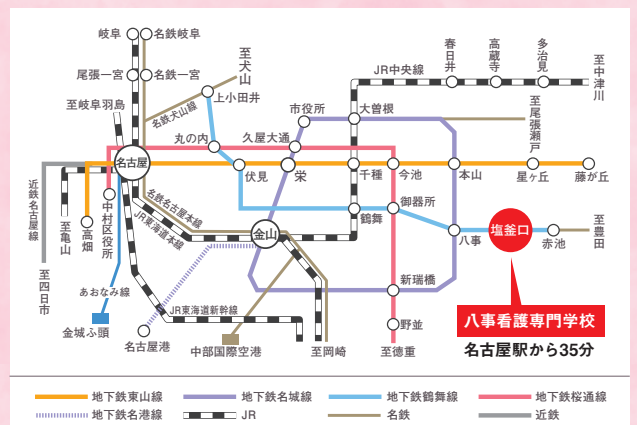 岐阜
名鉄岐阜
至犬山
春日井
高蔵寺
多治見
至中津川
尾張一宮
名鉄一宮
JR中央線
至岐阜羽島
名鉄犬山線
上小田井
市役所
大曽根
至尾張瀬戸
丸の内
久屋大通
名古屋
伏見
栄
千種
今池
本山
星ヶ丘
藤が丘
近鉄名古屋線
至亀山
高畑
中村区役所
名鉄名古屋本線
JR東海道本線
金山
鶴舞
御器所
八事
塩釜口
赤池
至豊田
至四日市
あおなみ線
新瑞橋
金城ふ頭
JR東海道新幹線
八事看護専門学校
名古屋港
中部国際空港
至岡崎
野並
至徳重
名古屋駅から35分
地下鉄東山線
地下鉄名城線
地下鉄鶴舞線
地下鉄桜通線
地下鉄名港線
JR
名鉄
近鉄